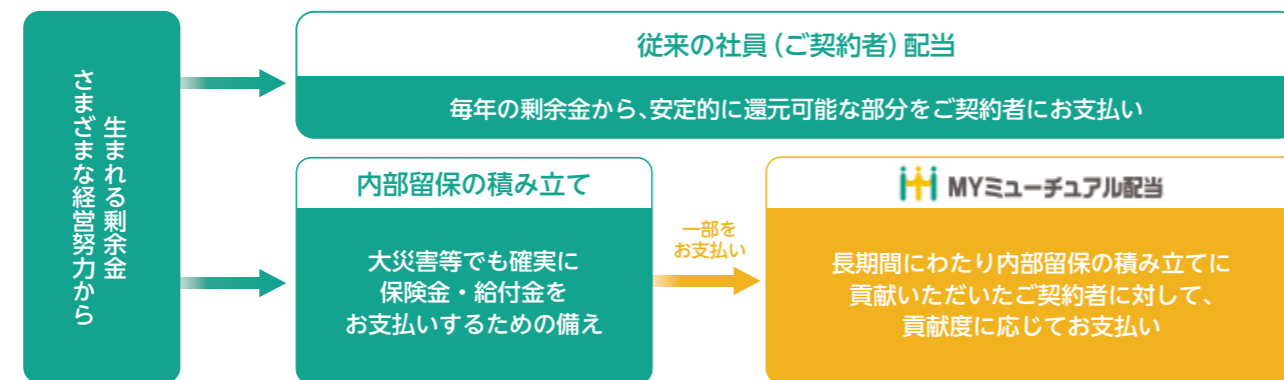 さまざまな経営努力から
生まれる剰余金
従来の社員(ご契約者)配当
毎年の剰余金から、安定的に還元可能な部分をご契約者にお支払い
内部留保の積み立て
大災害等でも確実に
保険金・給付金を
お支払いするための備え
一部を
お支払い
MYミューチュアル配当
長期間にわたり内部留保の積み立てに
貢献いただいたご契約者に対して、
貢献度に応じてお支払い